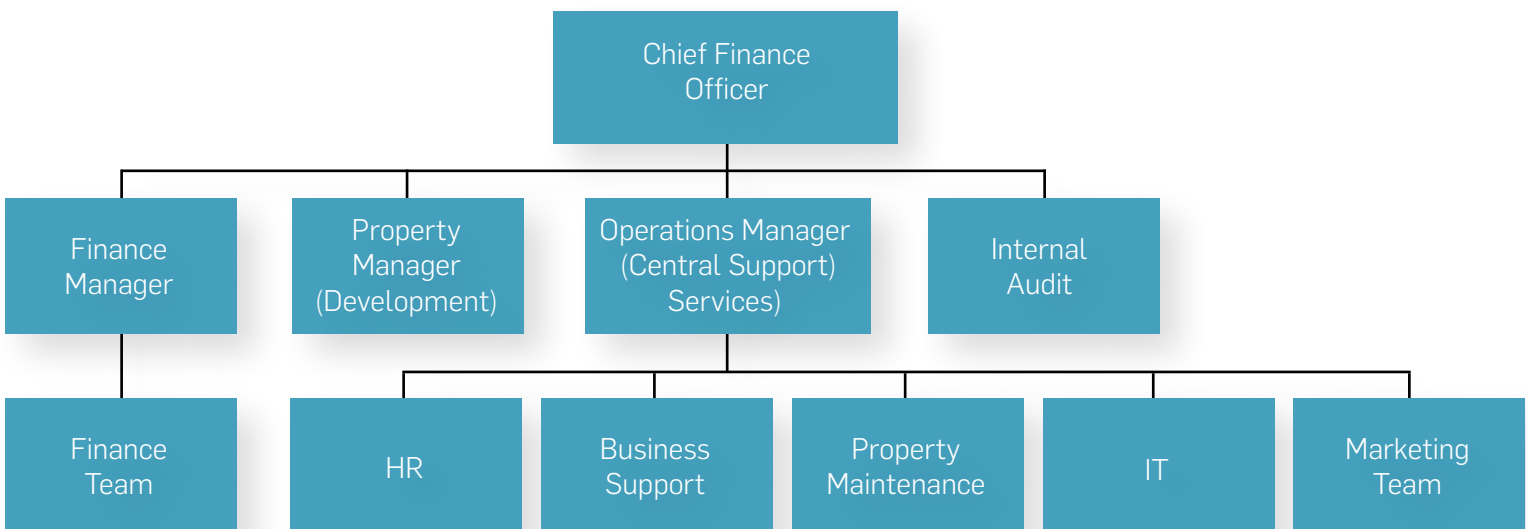 Chief Finance
Officer
Finance
Manager
Property
Manager
(Development)
Operations Manager
(Central Support)
Services)
Internal
Audit
Finance
Team
HR
Business
Support
Property
Maintenance
IT
Marketing
Team